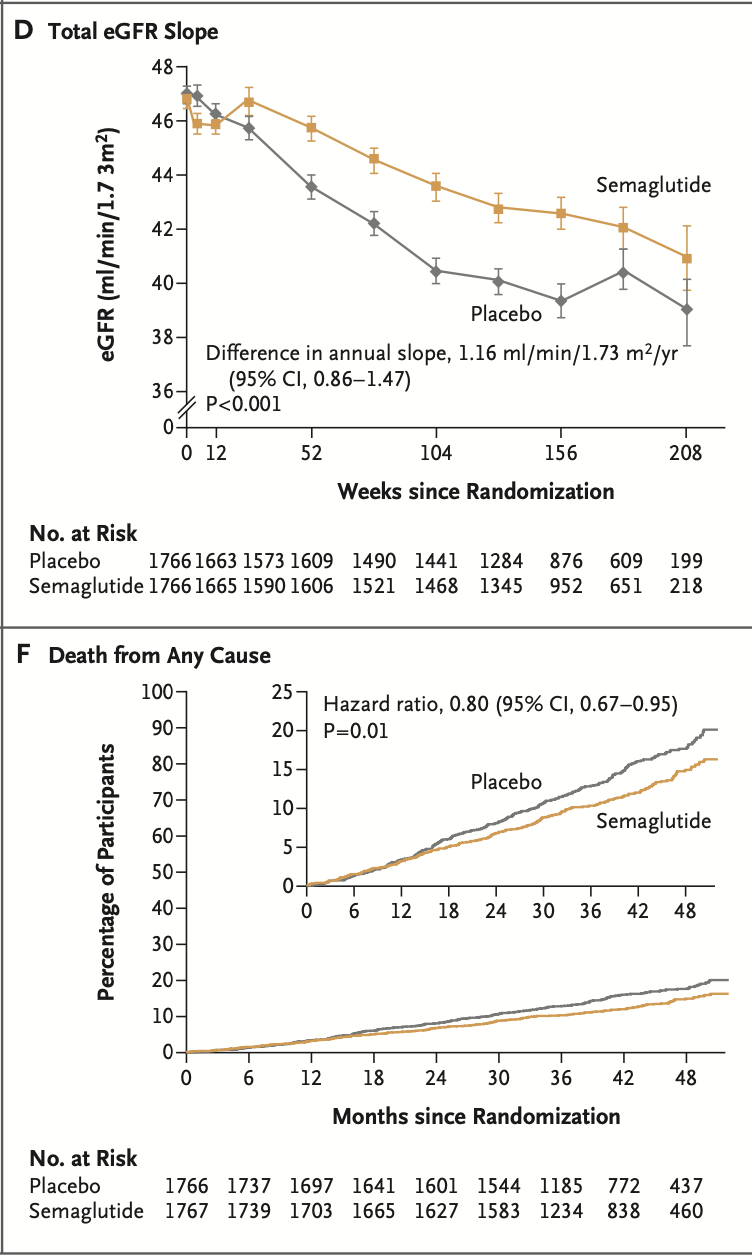 D Total eGFR Slope
48
46
44
42
40
38
36
0
eGFR (ml/min/1.7 3m²)
Semaglutide
Placebo
Difference in annual slope, 1.16 ml/min/1.73 m²/yr
(95% CI, 0.86–1.47)
P<0.001
0 12 52 104 156 208
Weeks since Randomization
No. at Risk
Placebo 1766 1663 1573 1609 1490 1441 1284 876 609 199
Semaglutide 1766 1665 1590 1606 1521 1468 1345 952 651 218
F Death from Any Cause
100
90
80
70
60
50
40
30
20
10
0
Percentage of Participants
25
20
15
10
5
0
Hazard ratio, 0.80 (95% CI, 0.67–0.95)
P=0.01
Placebo
Semaglutide
0 6 12 18 24 30 36 42 48
0 6 12 18 24 30 36 42 48
Months since Randomization
No. at Risk
Placebo 1766 1737 1697 1641 1601 1544 1185 772 437
Semaglutide 1767 1739 1703 1665 1627 1583 1234 838 460